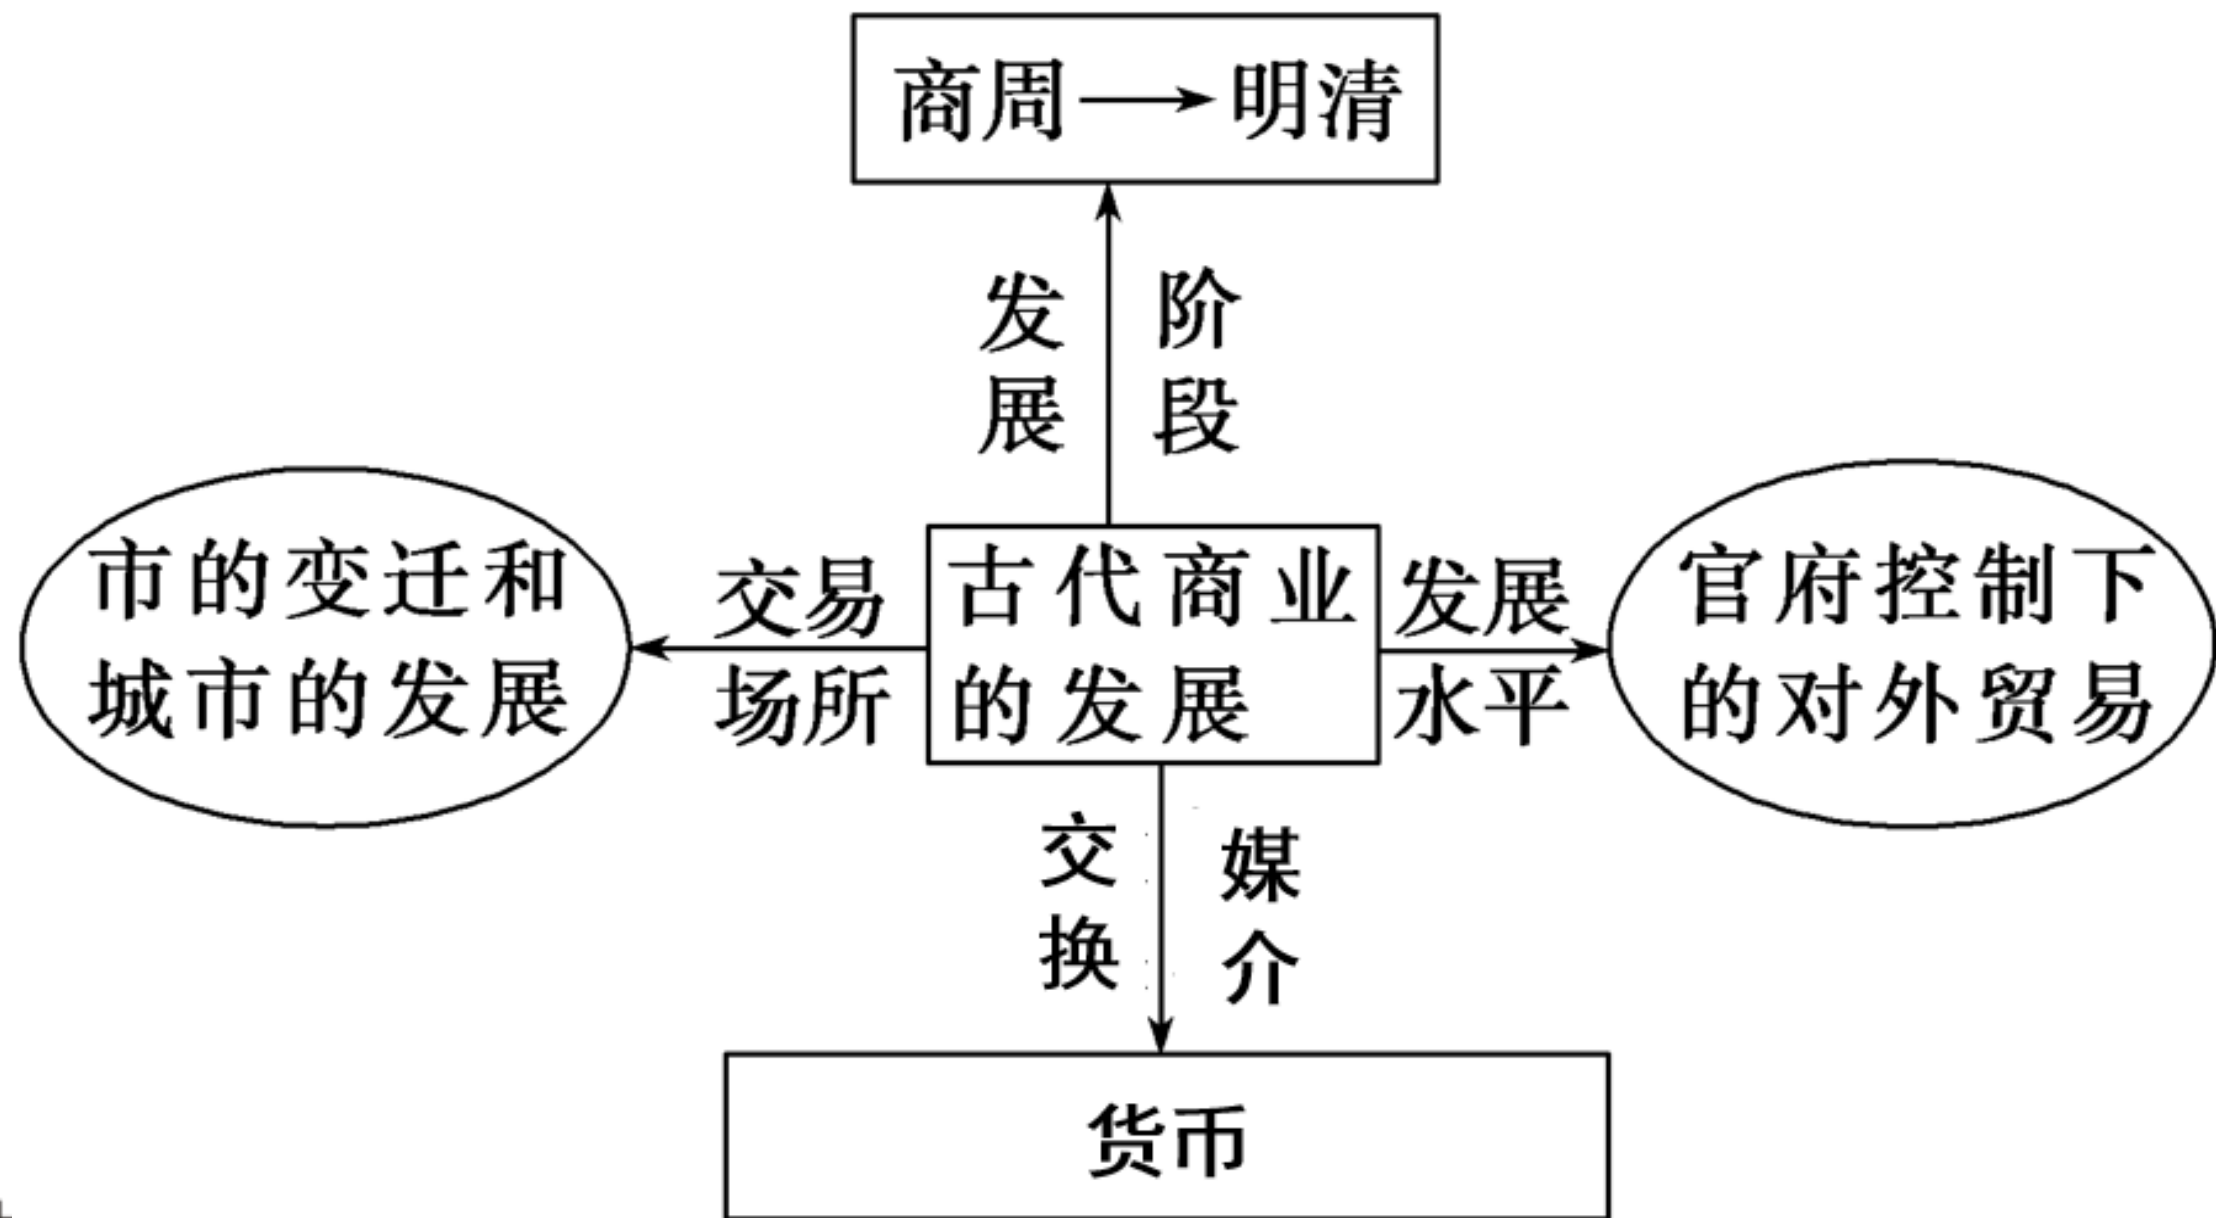 商周→明清
发展
阶段
市的变迁和
城市的发展
交易
场所
古代商业
的发展
发展
水平
官府控制下
的对外贸易
交换
媒介
货币